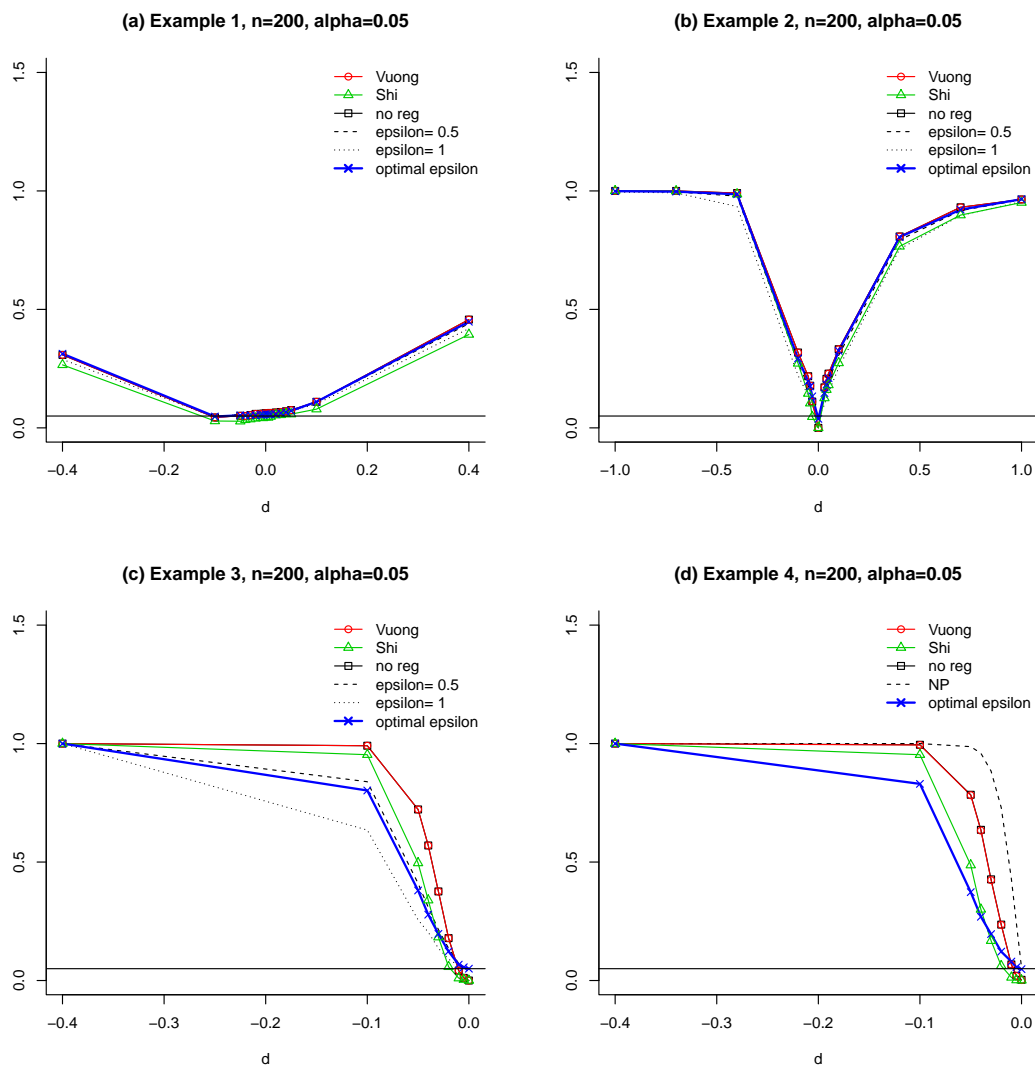 (a) Example 1, n=200, alpha=0.05
1.5
1.0
0.5
0.0
Vuong
Shi
no reg
epsilon= 0.5
epsilon= 1
optimal epsilon
−0.4 −0.2 0.0 0.2 0.4
d
(b) Example 2, n=200, alpha=0.05
1.5
1.0
0.5
0.0
Vuong
Shi
no reg
epsilon= 0.5
epsilon= 1
optimal epsilon
−1.0 −0.5 0.0 0.5 1.0
d
(c) Example 3, n=200, alpha=0.05
1.5
1.0
0.5
0.0
Vuong
Shi
no reg
epsilon= 0.5
epsilon= 1
optimal epsilon
−0.4 −0.3 −0.2 −0.1 0.0
d
(d) Example 4, n=200, alpha=0.05
1.5
1.0
0.5
0.0
Vuong
Shi
no reg
NP
optimal epsilon
−0.4 −0.3 −0.2 −0.1 0.0
d